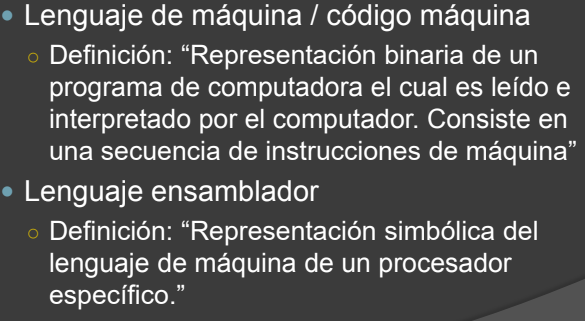 • Lenguaje de máquina / código máquina
○ Definición: “Representación binaria de un
programa de computadora el cual es leído e
interpretado por el computador. Consiste en
una secuencia de instrucciones de máquina”
• Lenguaje ensamblador
○ Definición: “Representación simbólica del
lenguaje de máquina de un procesador
específico.”